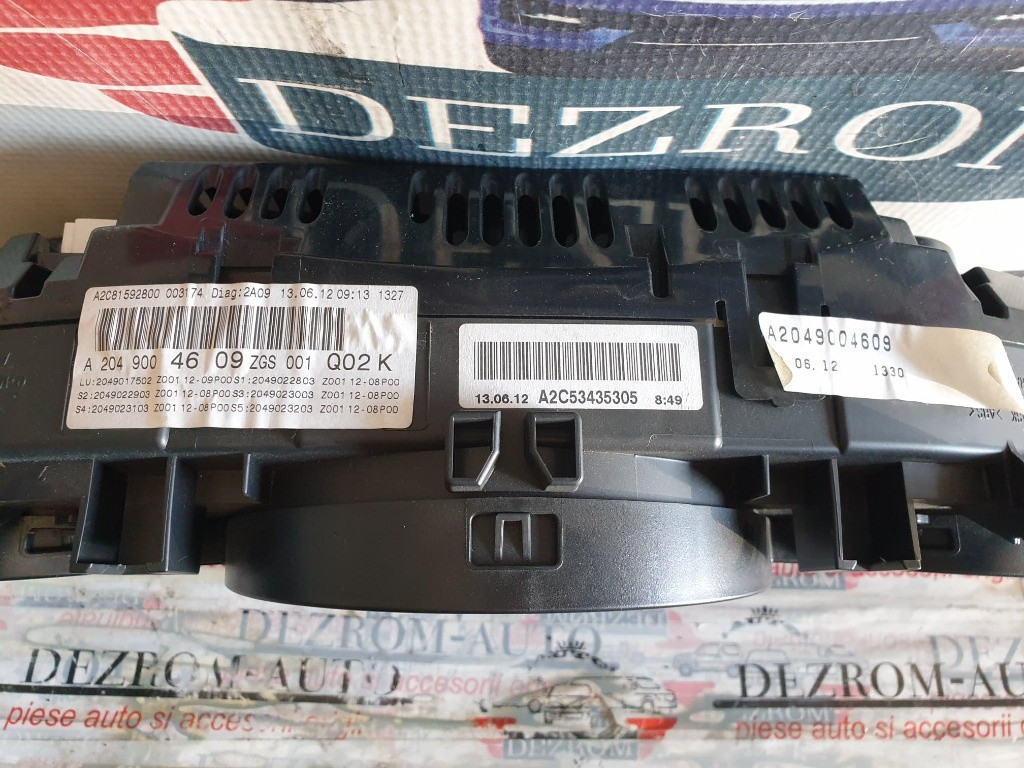 DEZROM
A2C81592800 003174 Diag:2A09 13.06.12 09:13 1327
A 204 900 46 09 ZGS 001 Q02 K
LU:2049017502 Z001 12-09P00 S1:2049022803 Z001 12-08P00
S2:2049022903 Z001 12-08P00 S3:2049023003 Z001 12-08P00
S4:2049023103 Z001 12-08P00 S5:2049023203 Z001 12-08P00
13.06.12 A2C53435305 8:49
A2049004609
06.12 1330
DEZROM-AUTO
DEZROM-AUTO
piese auto si accesorii
DEZROM
DEZROM-AUTO
piese auto si accesorii